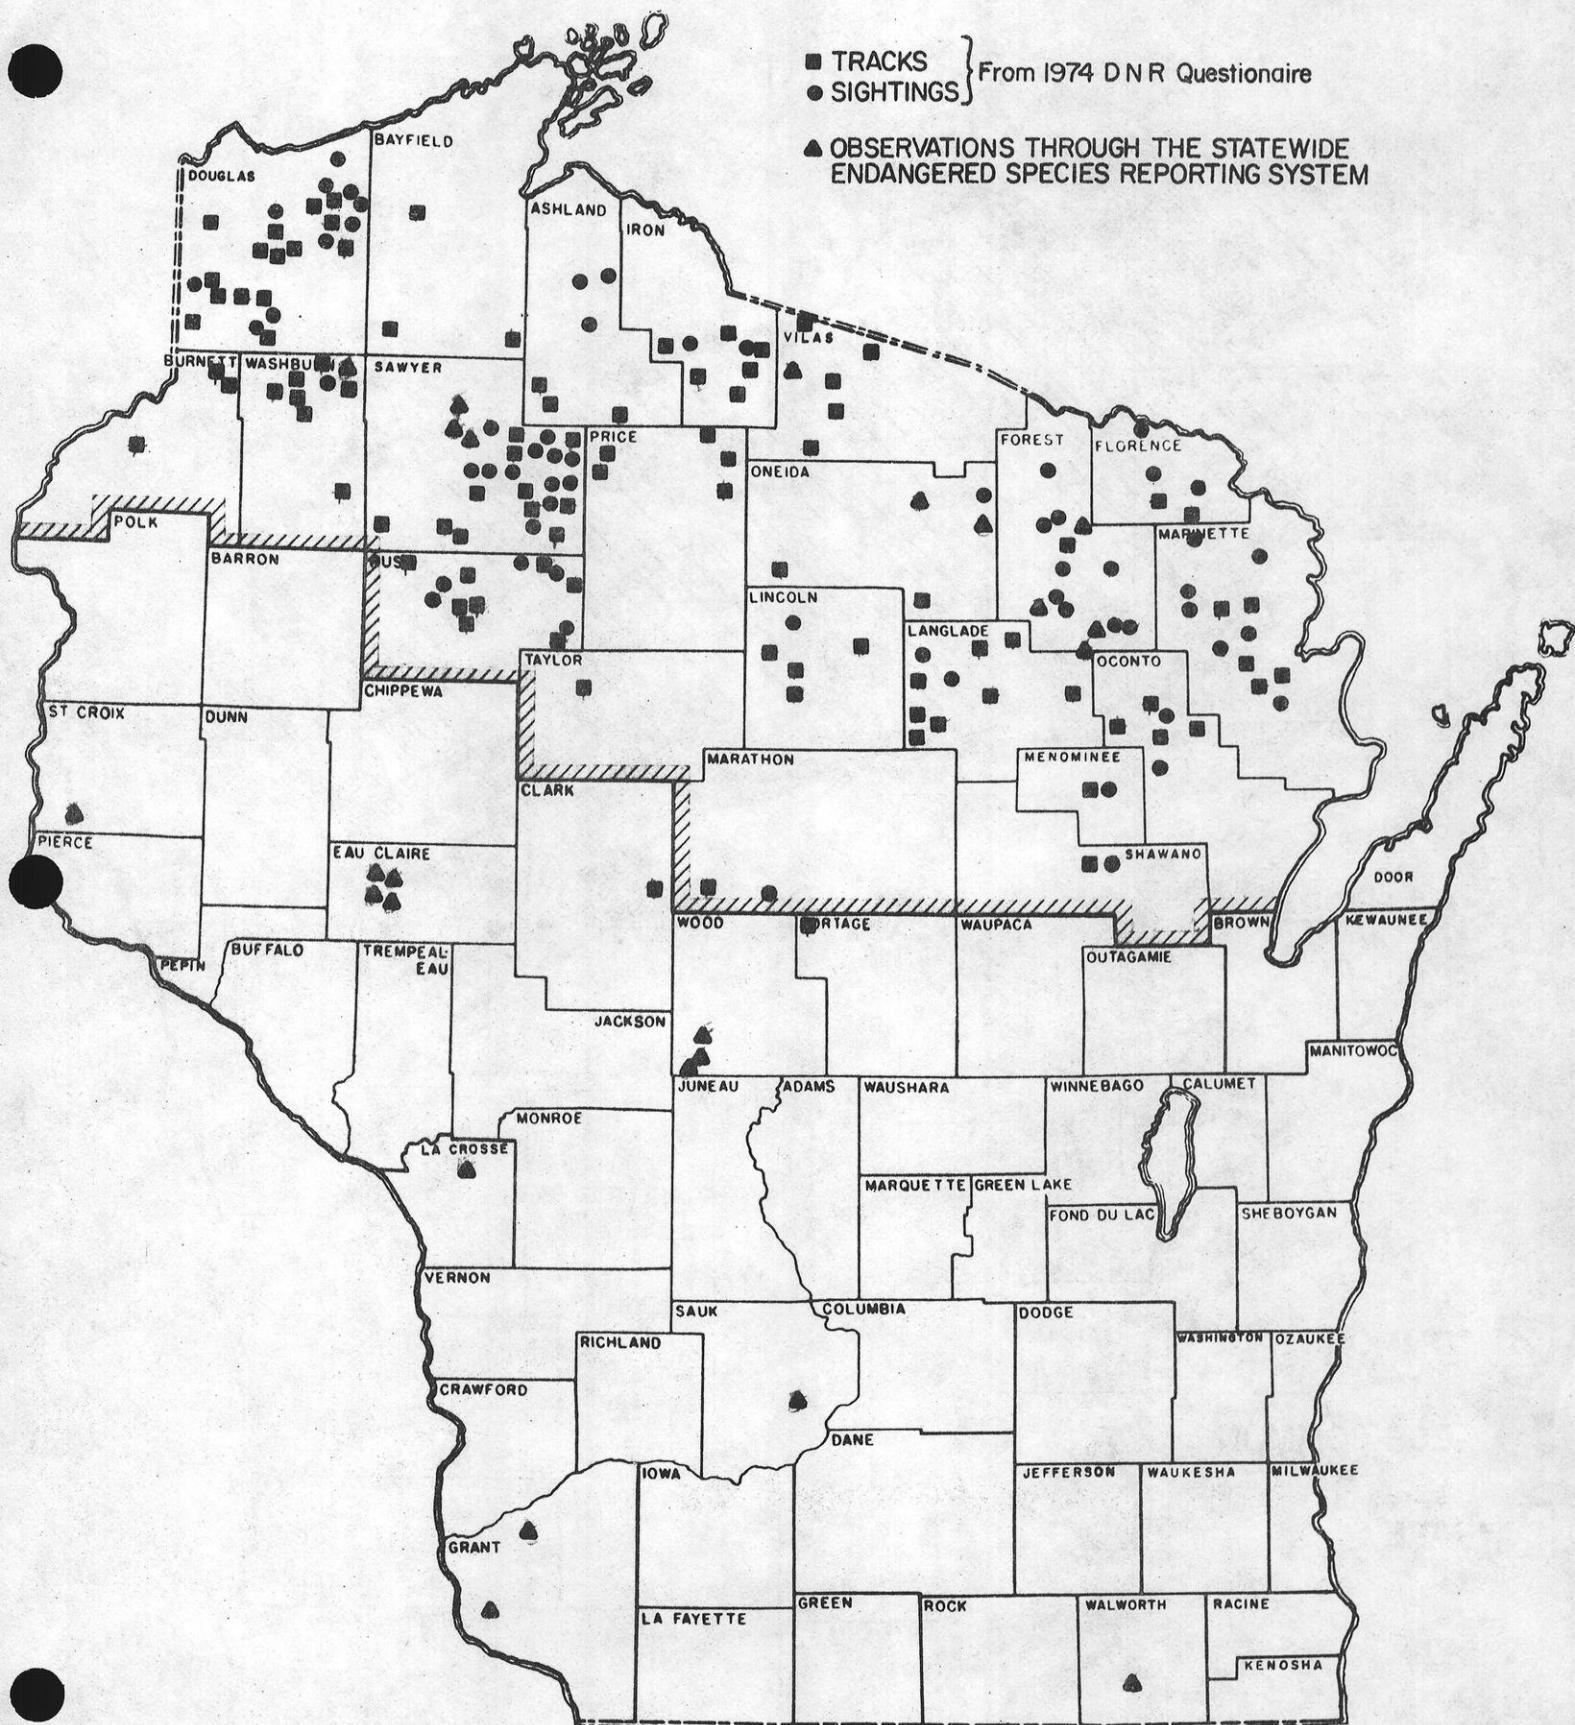 TRACKS
SIGHTINGS
From 1974 D N R Questionaire
OBSERVATIONS THROUGH THE STATEWIDE
ENDANGERED SPECIES REPORTING SYSTEM
BAYFIELD
DOUGLAS
ASHLAND
IRON
VILAS
BURNETT
WASHBURN
SAWYER
PRICE
FOREST
FLORENCE
ONEIDA
POLK
MARINETTE
BARRON
RUSK
LINCOLN
LANGLADE
TAYLOR
OCONTO
CHIPPEWA
ST CROIX
DUNN
MARATHON
MENOMINEE
CLARK
PIERCE
EAU CLAIRE
SHAWANO
DOOR
WOOD
PORTAGE
WAUPACA
BROWN
KEWAUNEE
BUFFALO
TREMPEAL-
EAU
PEPIN
OUTAGAMIE
JACKSON
MANITOWOC
JUNEAU
ADAMS
WAUSHARA
WINNEBAGO
CALUMET
MONROE
LA CROSSE
MARQUETTE
GREEN LAKE
FOND DU LAC
SHEBOYGAN
VERNON
SAUK
COLUMBIA
DODGE
RICHLAND
WASHINGTON
OZAUKEE
CRAWFORD
DANE
IOWA
JEFFERSON
WAUKESHA
MILWAUKEE
GRANT
LA FAYETTE
GREEN
ROCK
WALWORTH
RACINE
KENOSHA